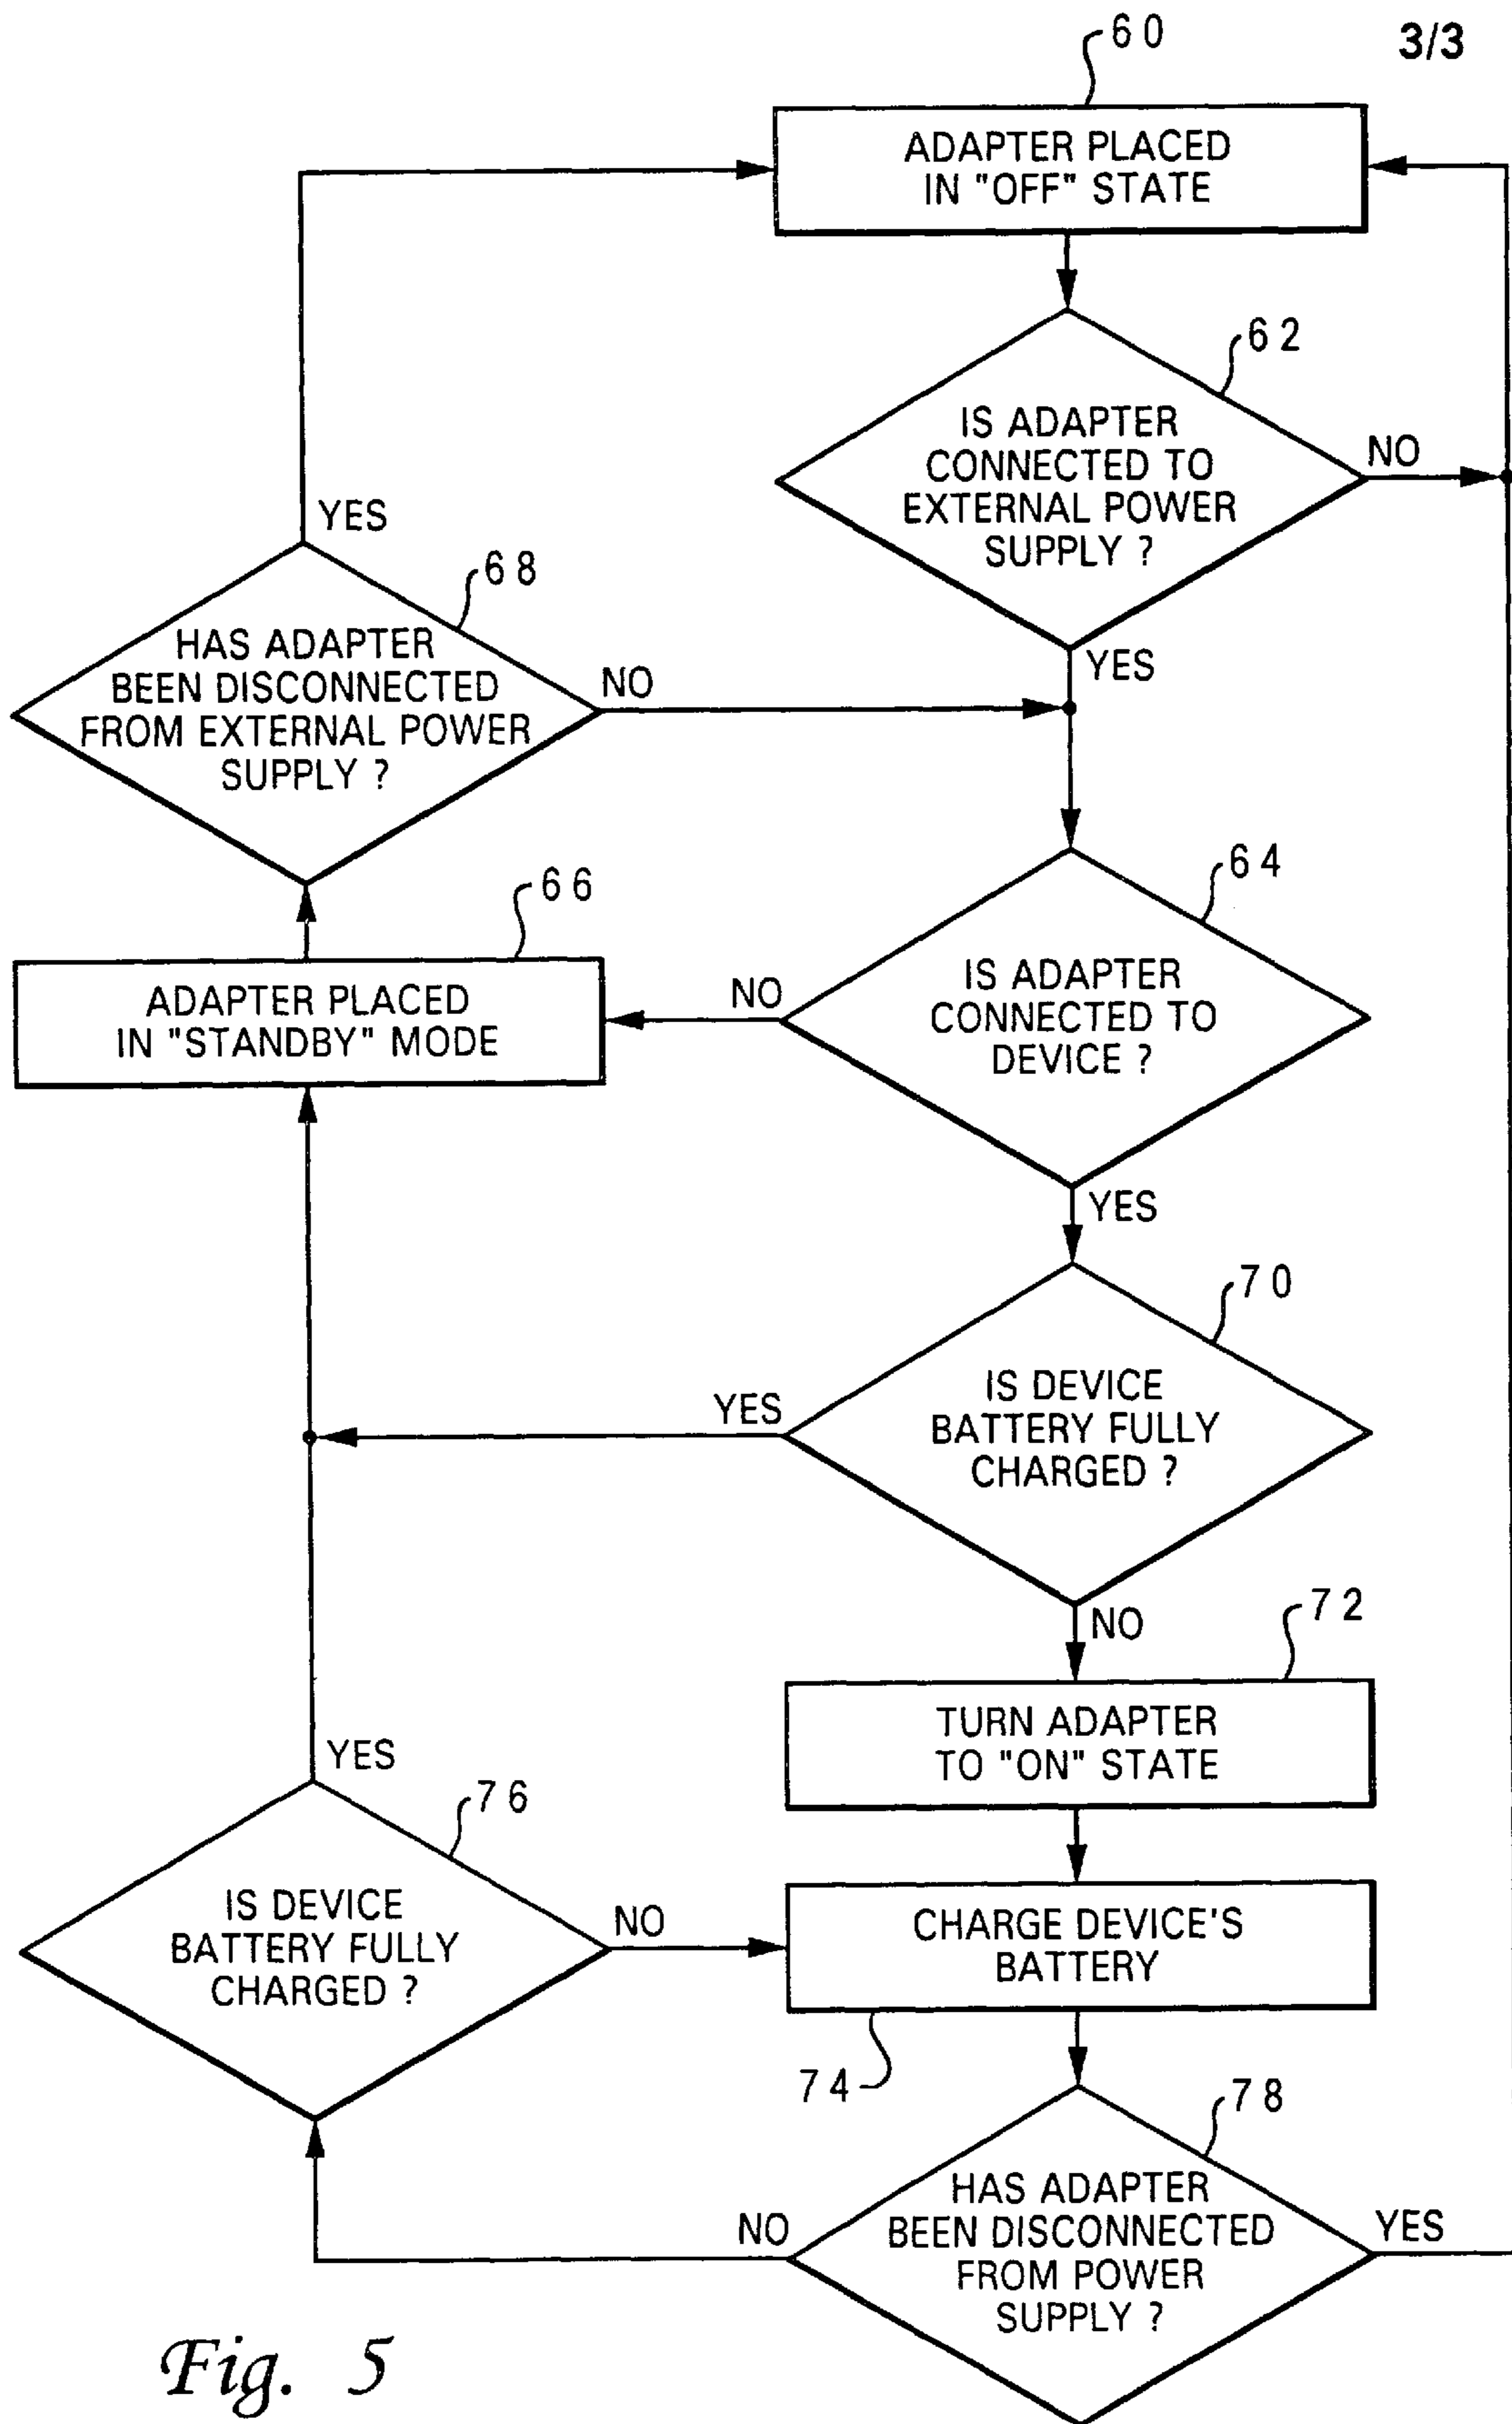 3/3
60
ADAPTER PLACED
IN "OFF" STATE
62
IS ADAPTER
CONNECTED TO
EXTERNAL POWER
SUPPLY ?
NO
YES
YES
68
HAS ADAPTER
BEEN DISCONNECTED
FROM EXTERNAL POWER
SUPPLY ?
NO
64
IS ADAPTER
CONNECTED TO
DEVICE ?
NO
YES
66
ADAPTER PLACED
IN "STANDBY" MODE
70
IS DEVICE
BATTERY FULLY
CHARGED ?
YES
NO
72
TURN ADAPTER
TO "ON" STATE
YES
76
IS DEVICE
BATTERY FULLY
CHARGED ?
NO
CHARGE DEVICE'S
BATTERY
74
78
HAS ADAPTER
BEEN DISCONNECTED
FROM POWER
SUPPLY ?
NO
YES
Fig. 5